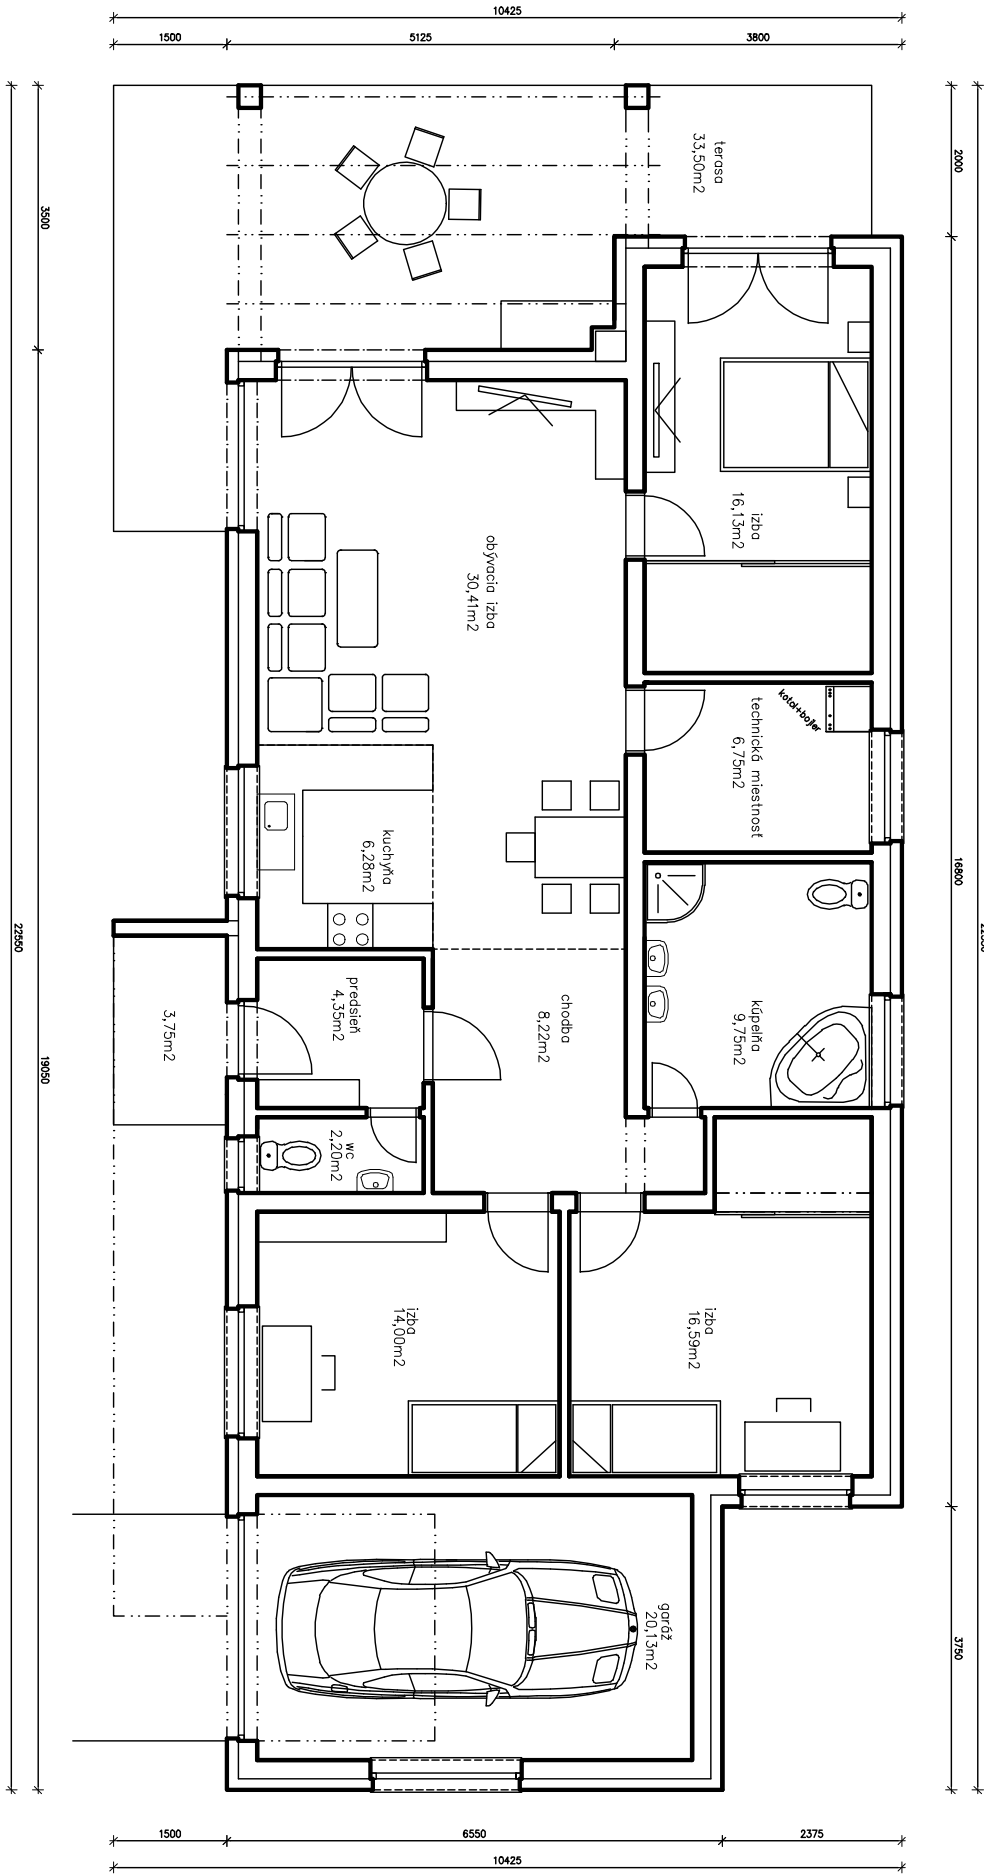 10425
1500
5125
3800
terasa
33,50m2
2000
3500
izba
16,13m2
obývacia izba
30,41m2
kotol+bojler
technická miestnosť
6,75m2
kuchyňa
6,28m2
16800
22550
predsieň
4,35m2
chodba
8,22m2
kúpelňa
9,75m2
3,75m2
19050
wc
2,20m2
izba
14,00m2
izba
16,59m2
garáž
20,13m2
3750
1500
6550
2375
10425